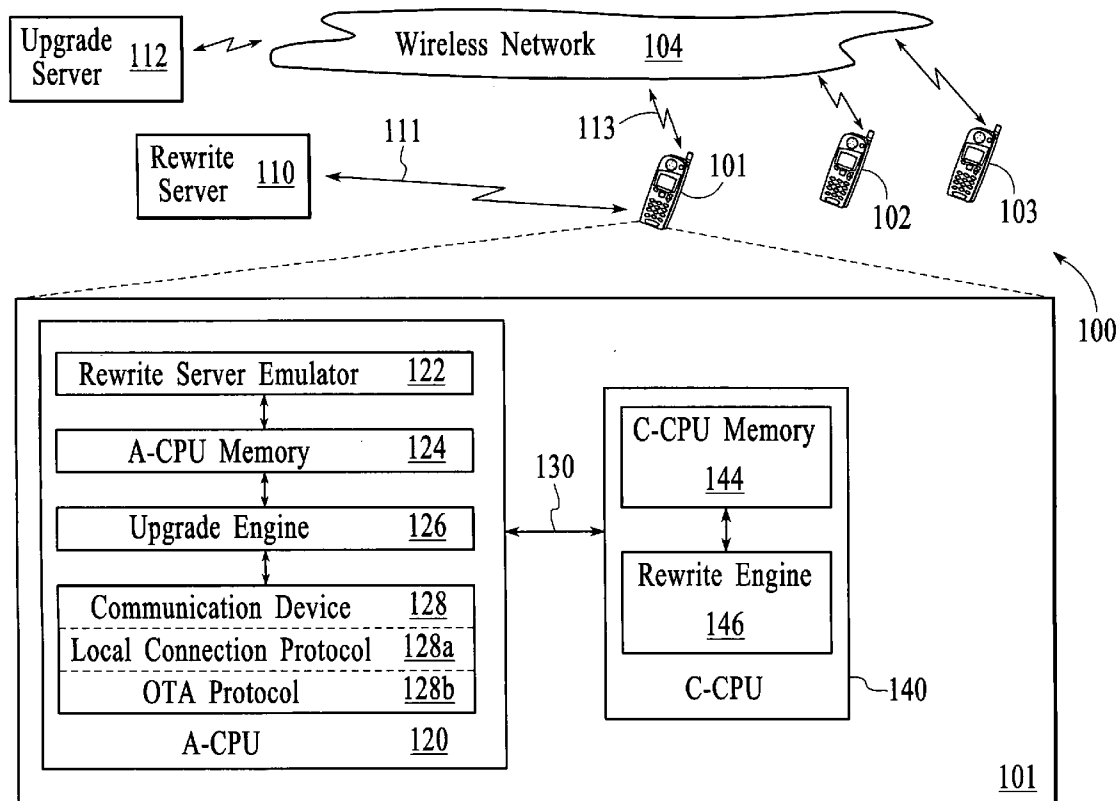 Upgrade
Server 112
Wireless Network 104
Rewrite
Server 110
111
113
101
102
103
100
Rewrite Server Emulator 122
A-CPU Memory 124
Upgrade Engine 126
Communication Device 128
Local Connection Protocol 128a
OTA Protocol 128b
A-CPU 120
130
C-CPU Memory
144
Rewrite Engine
146
C-CPU
140
101